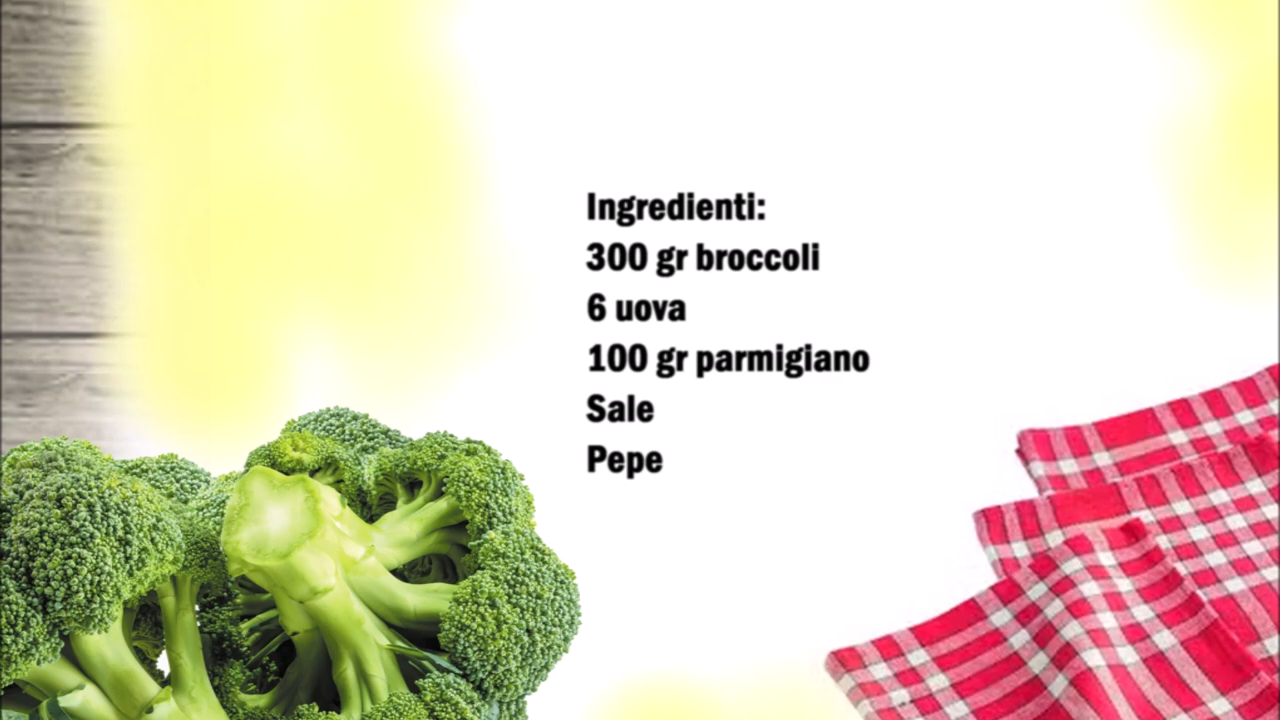 Ingredienti:
300 gr broccoli
6 uova
100 gr parmigiano
Sale
Pepe